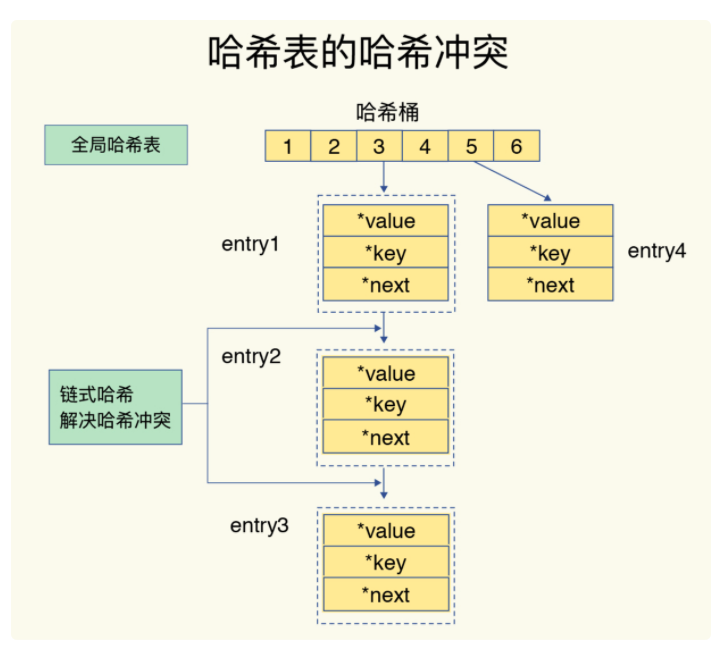 哈希表的哈希冲突
哈希桶
全局哈希表
1 2 3 4 5 6
entry1
*value
*key
*next
*value
*key
*next
entry4
entry2
*value
*key
*next
链式哈希
解决哈希冲突
entry3
*value
*key
*next